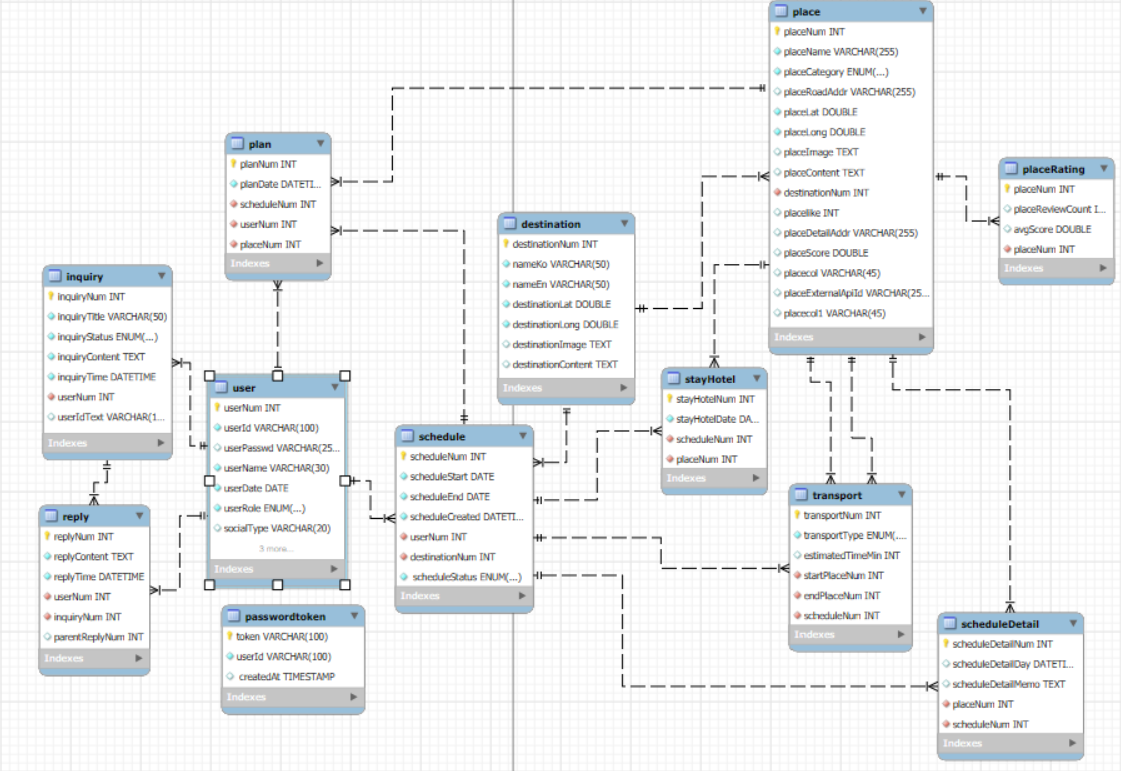 place
placeNum INT
placeName VARCHAR(255)
placeCategory ENUM(...)
placeRoadAddr VARCHAR(255)
placeLat DOUBLE
placeLong DOUBLE
placeImage TEXT
placeContent TEXT
destinationNum INT
placelike INT
placeDetailAddr VARCHAR(255)
placeScore DOUBLE
placecol VARCHAR(45)
placeExternalApiId VARCHAR(25...
placecol1 VARCHAR(45)
Indexes
plan
planNum INT
planDate DATETI...
scheduleNum INT
userNum INT
placeNum INT
Indexes
placeRating
placeNum INT
placeReviewCount I...
avgScore DOUBLE
placeNum INT
Indexes
destination
destinationNum INT
nameKo VARCHAR(50)
nameEn VARCHAR(50)
destinationLat DOUBLE
destinationLong DOUBLE
destinationImage TEXT
destinationContent TEXT
Indexes
inquiry
inquiryNum INT
inquiryTitle VARCHAR(50)
inquiryStatus ENUM(...)
inquiryContent TEXT
inquiryTime DATETIME
userNum INT
userIdText VARCHAR(1...
Indexes
user
userNum INT
userId VARCHAR(100)
userPasswd VARCHAR(25...
userName VARCHAR(30)
userDate DATE
userRole ENUM(...)
socialType VARCHAR(20)
3 more...
Indexes
stayHotel
stayHotelNum INT
stayHotelDate DA...
scheduleNum INT
placeNum INT
Indexes
schedule
scheduleNum INT
scheduleStart DATE
scheduleEnd DATE
scheduleCreated DATETI...
userNum INT
destinationNum INT
scheduleStatus ENUM(...)
Indexes
transport
transportNum INT
transportType ENUM(....
estimatedTimeMin INT
startPlaceNum INT
endPlaceNum INT
scheduleNum INT
Indexes
reply
replyNum INT
replyContent TEXT
replyTime DATETIME
userNum INT
inquiryNum INT
parentReplyNum INT
Indexes
passwordtoken
token VARCHAR(100)
userId VARCHAR(100)
createdAt TIMESTAMP
Indexes
scheduleDetail
scheduleDetailNum INT
scheduleDetailDay DATETI...
scheduleDetailMemo TEXT
placeNum INT
scheduleNum INT
Indexes